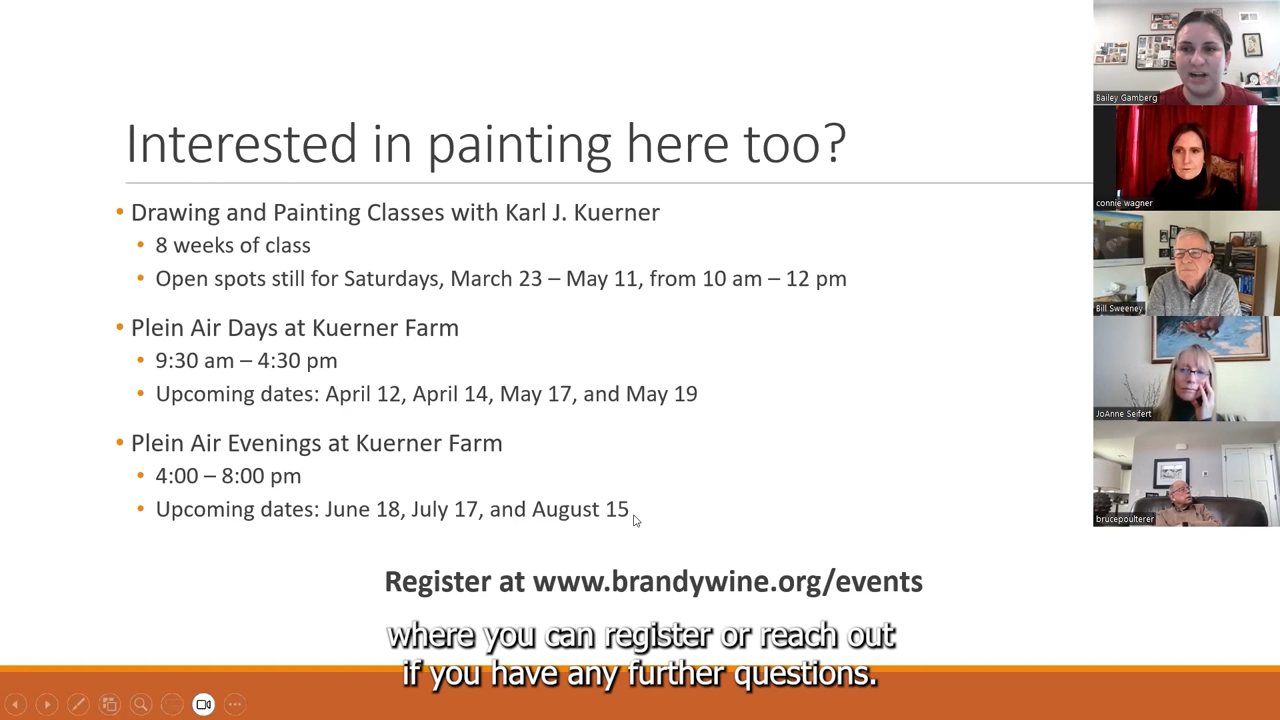 Interested in painting here too?
• Drawing and Painting Classes with Karl J. Kuerner
• 8 weeks of class
• Open spots still for Saturdays, March 23 – May 11, from 10 am – 12 pm
• Plein Air Days at Kuerner Farm
• 9:30 am – 4:30 pm
• Upcoming dates: April 12, April 14, May 17, and May 19
• Plein Air Evenings at Kuerner Farm
• 4:00 – 8:00 pm
• Upcoming dates: June 18, July 17, and August 15
Register at www.brandywine.org/events
where you can register or reach out
if you have any further questions.
Bailey Gamberg
connie wagner
Bill Sweeney
JoAnne Seifert
brucepoulterer